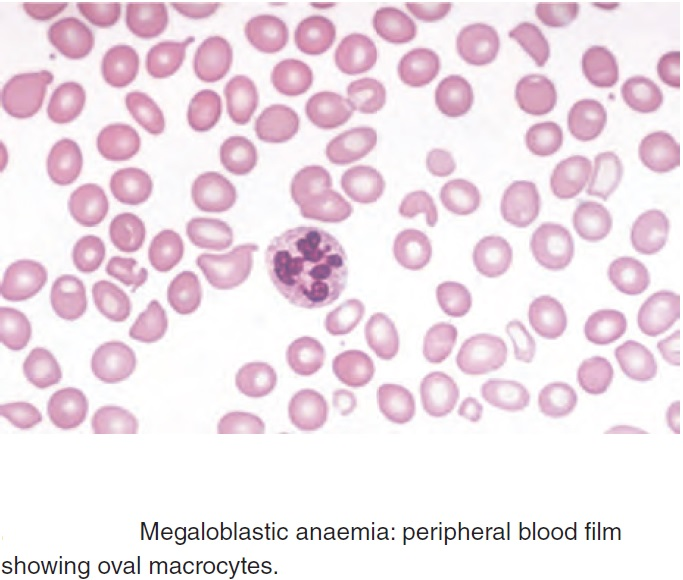 Megaloblastic anaemia: peripheral blood film
showing oval macrocytes.